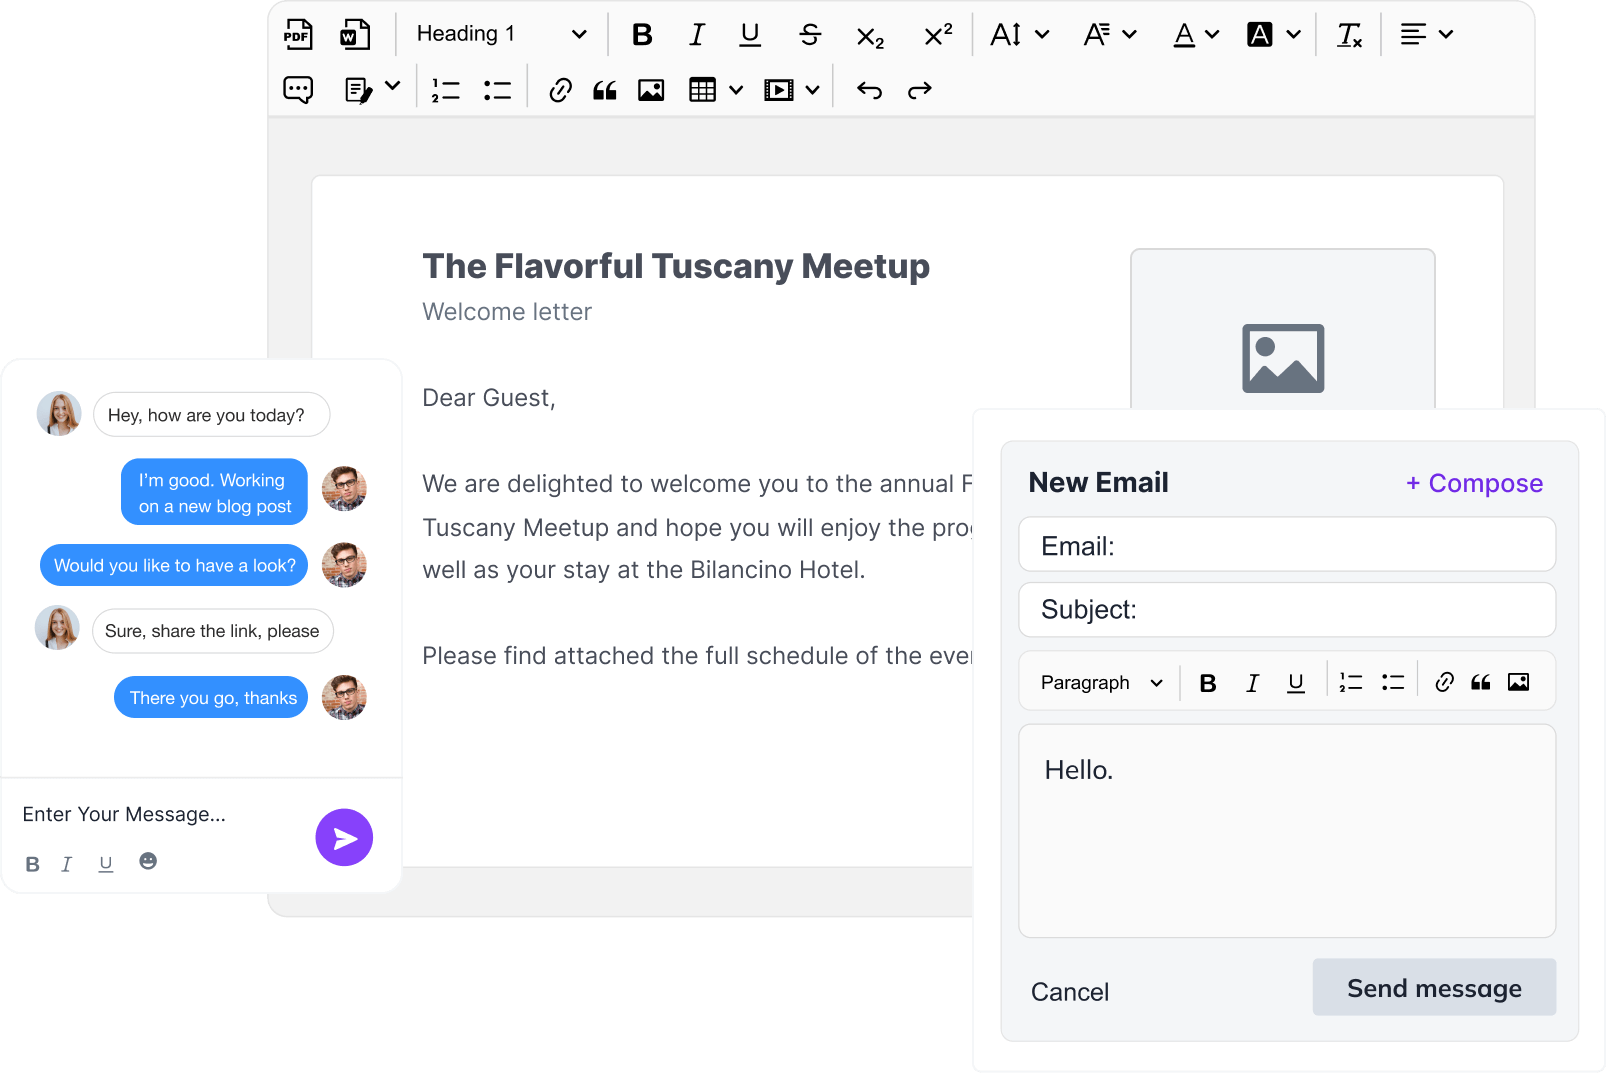 PDF W Heading 1 B I U S x₂ x² A A A A Tx
The Flavorful Tuscany Meetup
Welcome letter
Dear Guest,
We are delighted to welcome you to the annual
Tuscany Meetup and hope you will enjoy the
well as your stay at the Bilancino Hotel.
Please find attached the full schedule of the
Hey, how are you today?
I'm good. Working
on a new blog post
Would you like to have a look?
Sure, share the link, please
There you go, thanks
Enter Your Message...
B I U
New Email
+ Compose
Email:
Subject:
Paragraph B I U
Hello.
Cancel
Send message